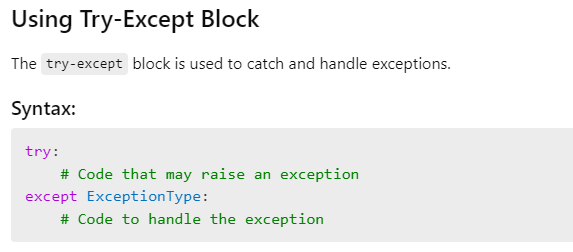 Using Try-Except Block
The try-except block is used to catch and handle exceptions.
Syntax:
try:
    # Code that may raise an exception
except ExceptionType:
    # Code to handle the exception